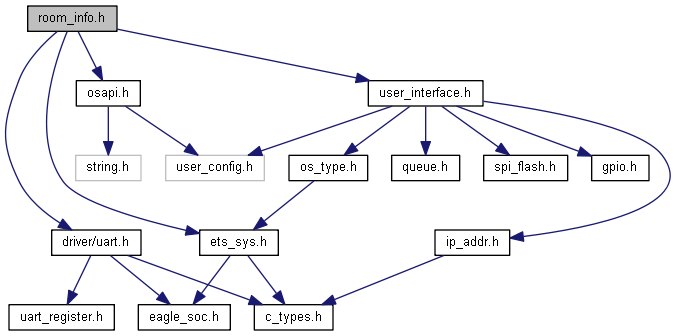 room_info.h
osapi.h
user_interface.h
string.h
user_config.h
os_type.h
queue.h
spi_flash.h
gpio.h
driver/uart.h
ets_sys.h
ip_addr.h
uart_register.h
eagle_soc.h
c_types.h